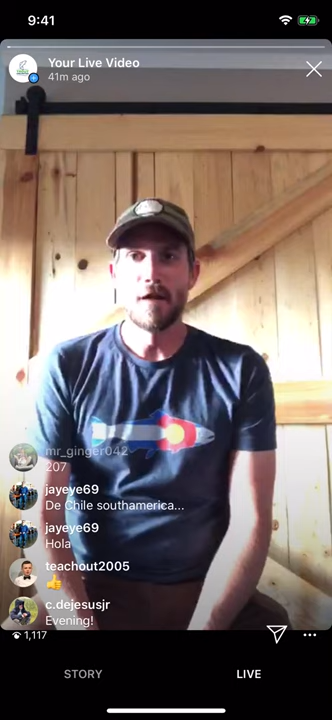 9:41
Your Live Video
41m ago
mr_ginger042
207
jayeye69
De Chile southamerica...
jayeye69
Hola
teachout2005
👍
c.dejesusjr
Evening!
1,117
STORY
LIVE